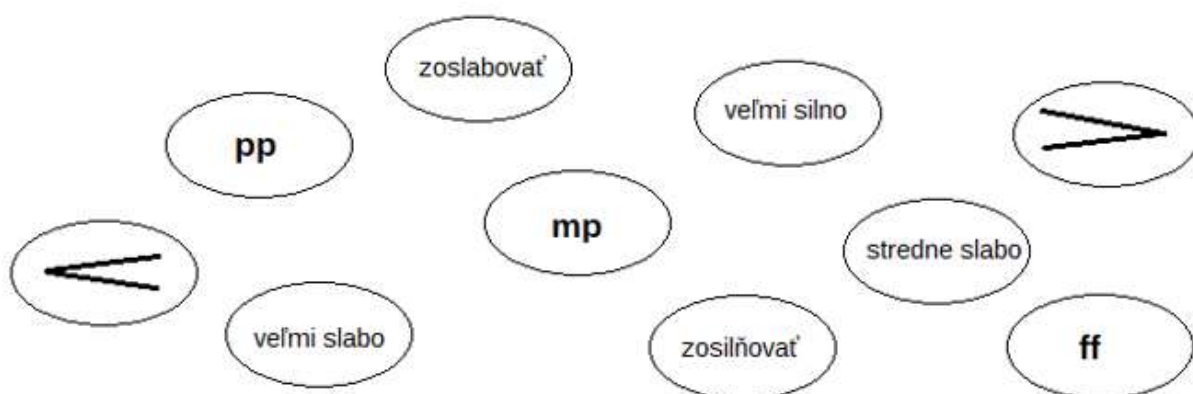 zoslabovať
veľmi silno
pp
mp
stredne slabo
veľmi slabo
zosilňovať
ff